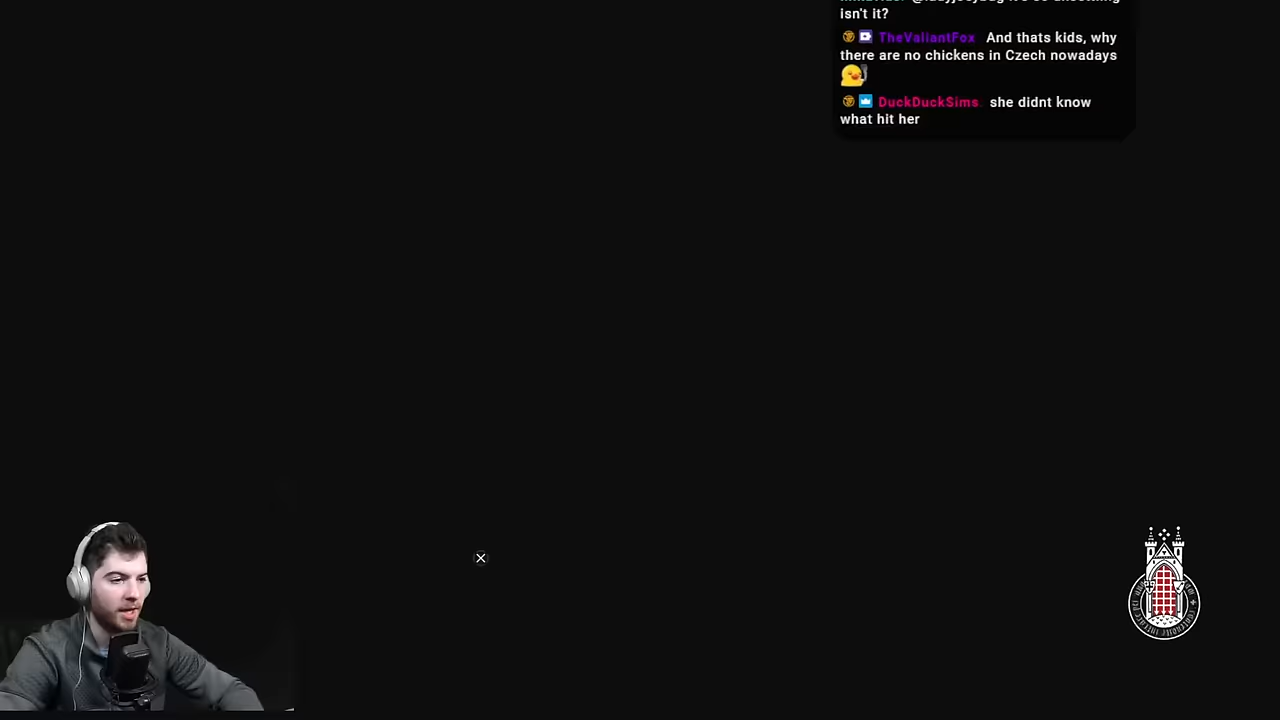 isn't it?
TheValiantFox And thats kids, why
there are no chickens in Czech nowadays
DuckDuckSims she didnt know
what hit her